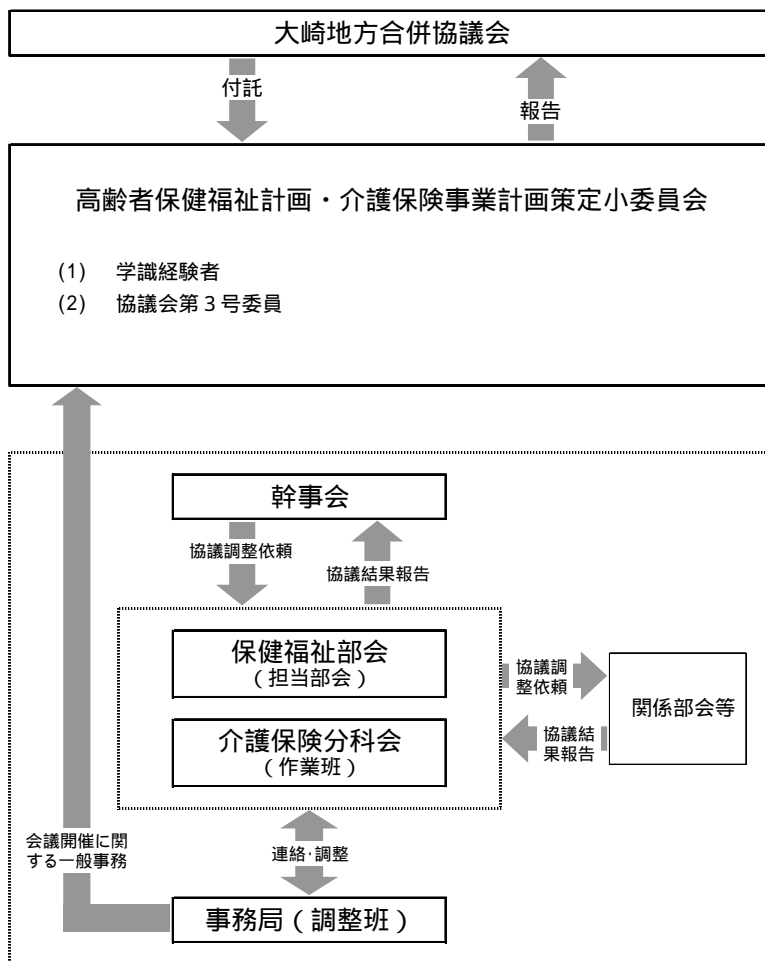 大崎地方合併協議会
付託
報告
高齢者保健福祉計画・介護保険事業計画策定小委員会
(1) 学識経験者
(2) 協議会第３号委員
幹事会
協議調整依頼
協議結果報告
保健福祉部会
（担当部会）
介護保険分科会
（作業班）
協議調
整依頼
関係部会等
協議結
果報告
会議開催に関
する一般事務
連絡・調整
事務局（調整班）